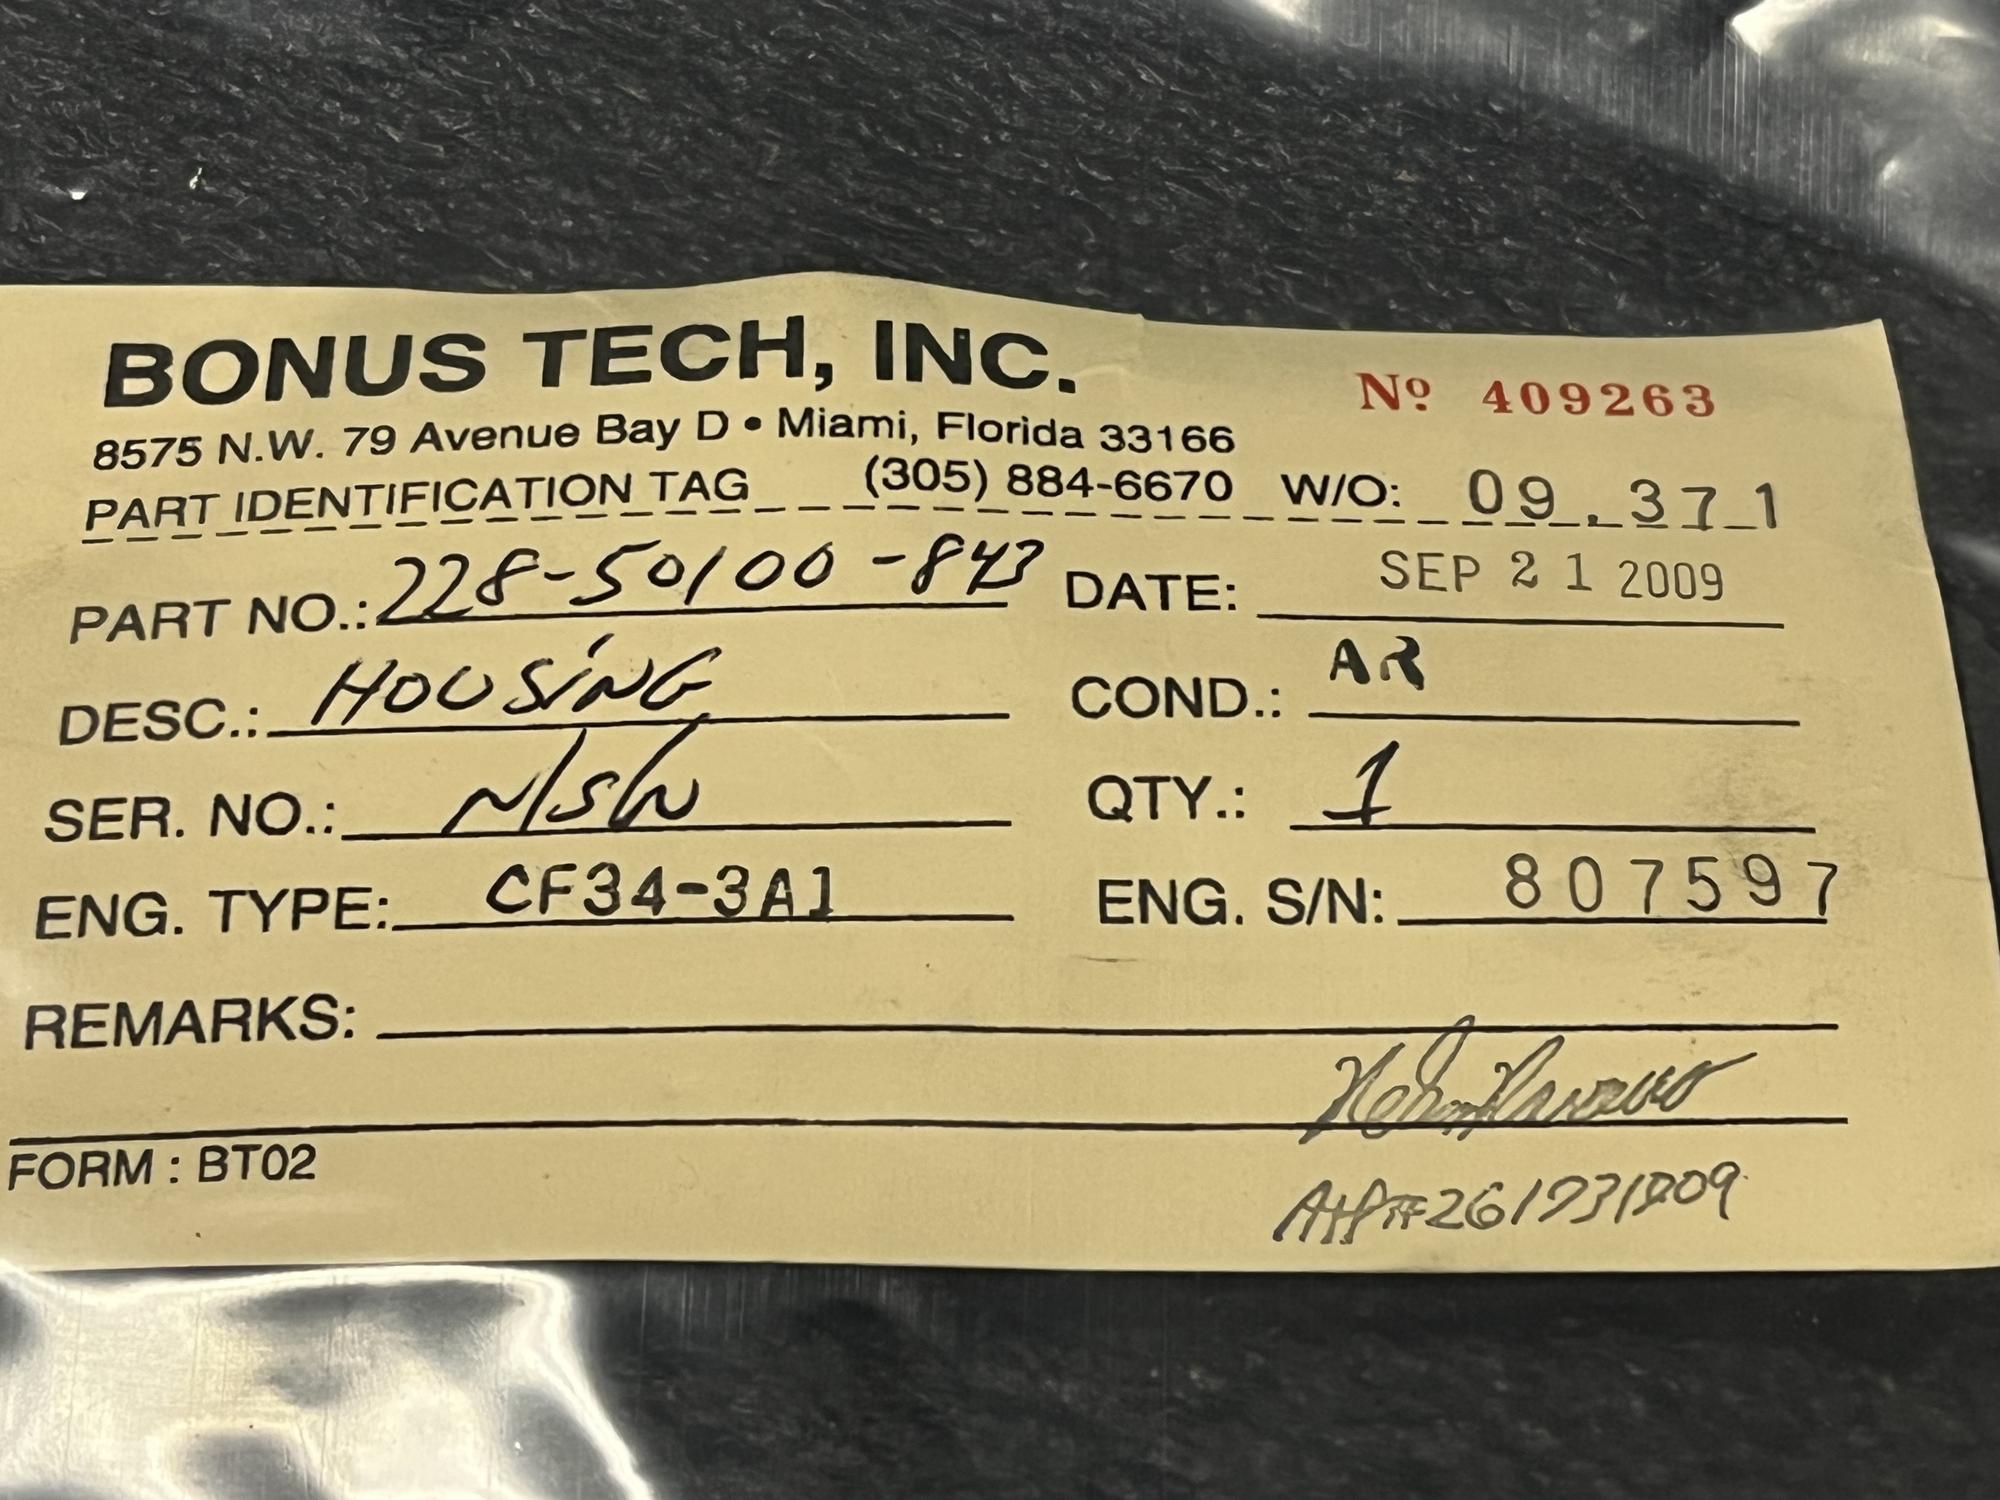 BONUS TECH, INC.
Nº 409263
8575 N.W. 79 Avenue Bay D • Miami, Florida 33166
PART IDENTIFICATION TAG (305) 884-6670 W/O: 09.371
PART NO.: 228-50100-843 DATE: SEP 21 2009
DESC.: HOUSING COND.: AR
SER. NO.: N/S/N QTY.: 1
ENG. TYPE: CF34-3A1 ENG. S/N: 807597
REMARKS:
FORM : BT02